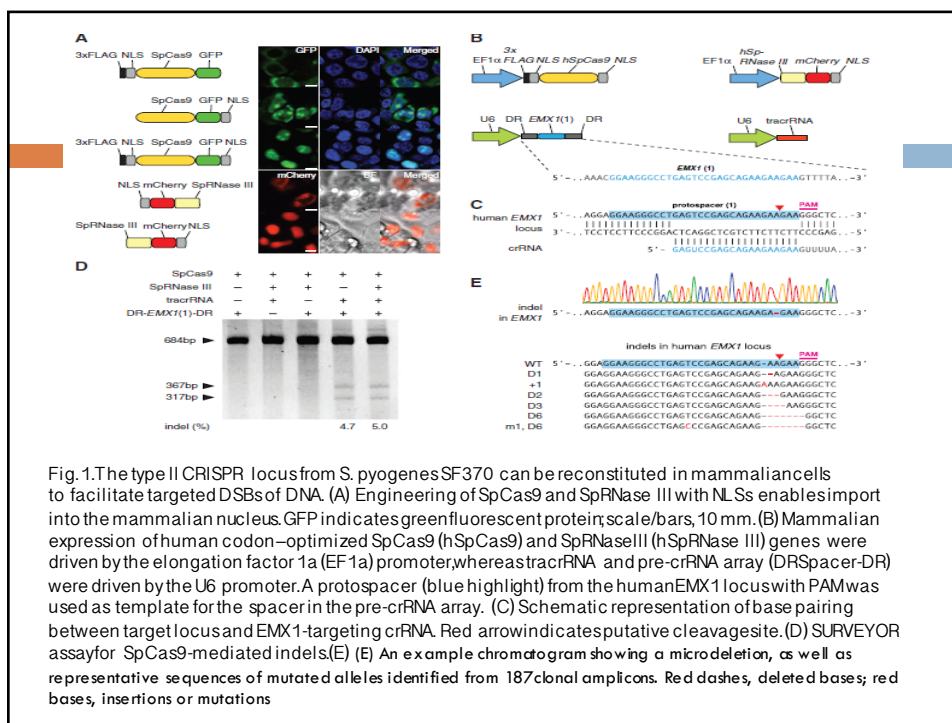 A
3xFLAG NLS SpCas9 GFP
SpCas9 GFP NLS
3xFLAG NLS SpCas9 GFP NLS
NLS mCherry SpRNase III
SpRNase III mCherry NLS
GFP DAPI Merged
mCherry BF Merged
B
EF1α 3x FLAG NLS hSpCas9 NLS
EF1α hSp-RNase III mCherry NLS
U6 DR EMX1(1) DR
U6 tracrRNA
EMX1 (1)
5'-..AAAC GGAAGGGCCTGAGTCCGAGCAGAAGAAGAAGTTTTA..-3'
C
protospacer (1) PAM
human EMX1 locus
5'-..AGGAGGAAGGGCCTGAGTCCGAGCAGAAGAAGAAGGGCTC..-3'
3'-..TCCTCCTTCCCGGACTCAGGCTCGTCTTCTTCTTCCCGAG..-5'
crRNA
5'-GAGUCCGAGCAGAAGAAGAAGUUUUA..-3'
D
SpCas9 + + + + +
SpRNase III – + + – +
tracrRNA – + – + +
DR-EMX1(1)-DR + – + + +
684bp
367bp
317bp
indel (%) 4.7 5.0
E
indel in EMX1
5'-..AGGAGGAAGGGCCTGAGTCCGAGCAGAAGA-GAAGGGCTC..-3'
indels in human EMX1 locus
PAM
WT 5'-..GGAGGAAGGGCCTGAGTCCGAGCAGAAG-AAGAAGGGCTC..-3'
D1 GGAGGAAGGGCCTGAGTCCGAGCAGAAG--AGAAGGGCTC
+1 GGAGGAAGGGCCTGAGTCCGAGCAGAAGAAAGAAGGGCTC
D2 GGAGGAAGGGCCTGAGTCCGAGCAGAAG---GAAGGGCTC
D3 GGAGGAAGGGCCTGAGTCCGAGCAGAAG----AAGGGCTC
D6 GGAGGAAGGGCCTGAGTCCGAGCAGAAG-------GGCTC
m1, D6 GGAGGAAGGGCCTGAGCCCGAGCAGAAG-------GGCTC
Fig. 1.The type II CRISPR locus from S. pyogenes SF370 can be reconstituted in mammalian cells
to facilitate targeted DSBs of DNA. (A) Engineering of SpCas9 and SpRNase III with NLSs enables import
into the mammalian nucleus. GFP indicates green fluorescent protein; scale/bars, 10 mm. (B) Mammalian
expression of human codon–optimized SpCas9 (hSpCas9) and SpRNaseIII (hSpRNase III) genes were
driven by the elongation factor 1a (EF1a) promoter, whereas tracrRNA and pre-crRNA array (DRSpacer-DR)
were driven by the U6 promoter. A protospacer (blue highlight) from the human EMX1 locus with PAM was
used as template for the spacer in the pre-crRNA array. (C) Schematic representation of base pairing
between target locus and EMX1-targeting crRNA. Red arrow indicates putative cleavage site. (D) SURVEYOR
assay for SpCas9-mediated indels.(E) (E) An example chromatogram showing a microdeletion, as well as
representative sequences of mutated alleles identified from 187clonal amplicons. Red dashes, deleted bases; red
bases, insertions or mutations